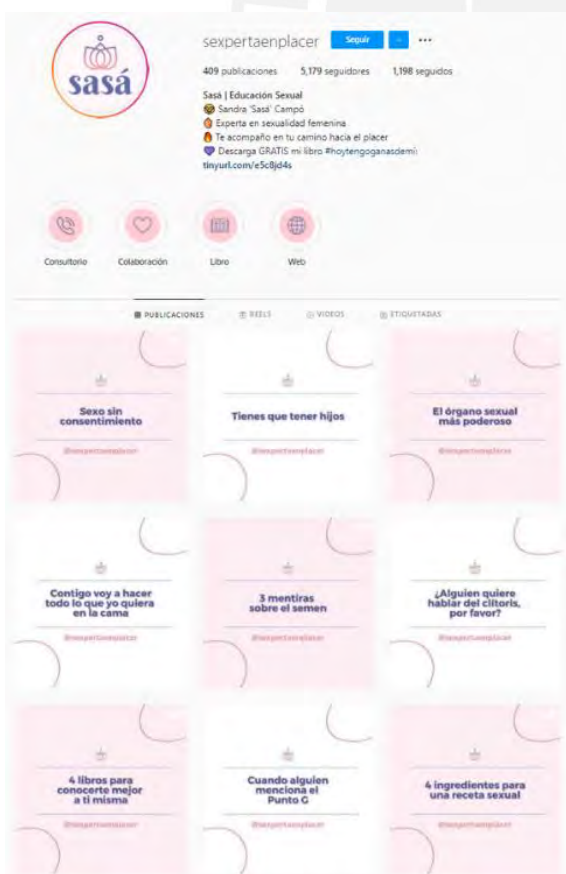 sasá
sexpertaenplacer Seguir
409 publicaciones 5,179 seguidores 1,198 seguidos
Sasá | Educación Sexual
Sandra 'Sasá' Campó
Experta en sexualidad femenina
Te acompaño en tu camino hacia el placer
Descarga GRATIS mi libro #hoytengoganasdemi
tinyurl.com/e5c8jd4s
Consultorio Colaboración Libro Web
PUBLICACIONES REELS VIDEOS ETIQUETADAS
Sexo sin
consentimiento
@sexpertaenplacer
Tienes que tener hijos
@sexpertaenplacer
El órgano sexual
más poderoso
@sexpertaenplacer
Contigo voy a hacer
todo lo que yo quiera
en la cama
@sexpertaenplacer
3 mentiras
sobre el semen
@sexpertaenplacer
¿Alguien quiere
hablar del clítoris,
por favor?
@sexpertaenplacer
4 libros para
conocerte mejor
a ti misma
@sexpertaenplacer
Cuando alguien
menciona el
Punto G
@sexpertaenplacer
4 ingredientes para
una receta sexual
@sexpertaenplacer